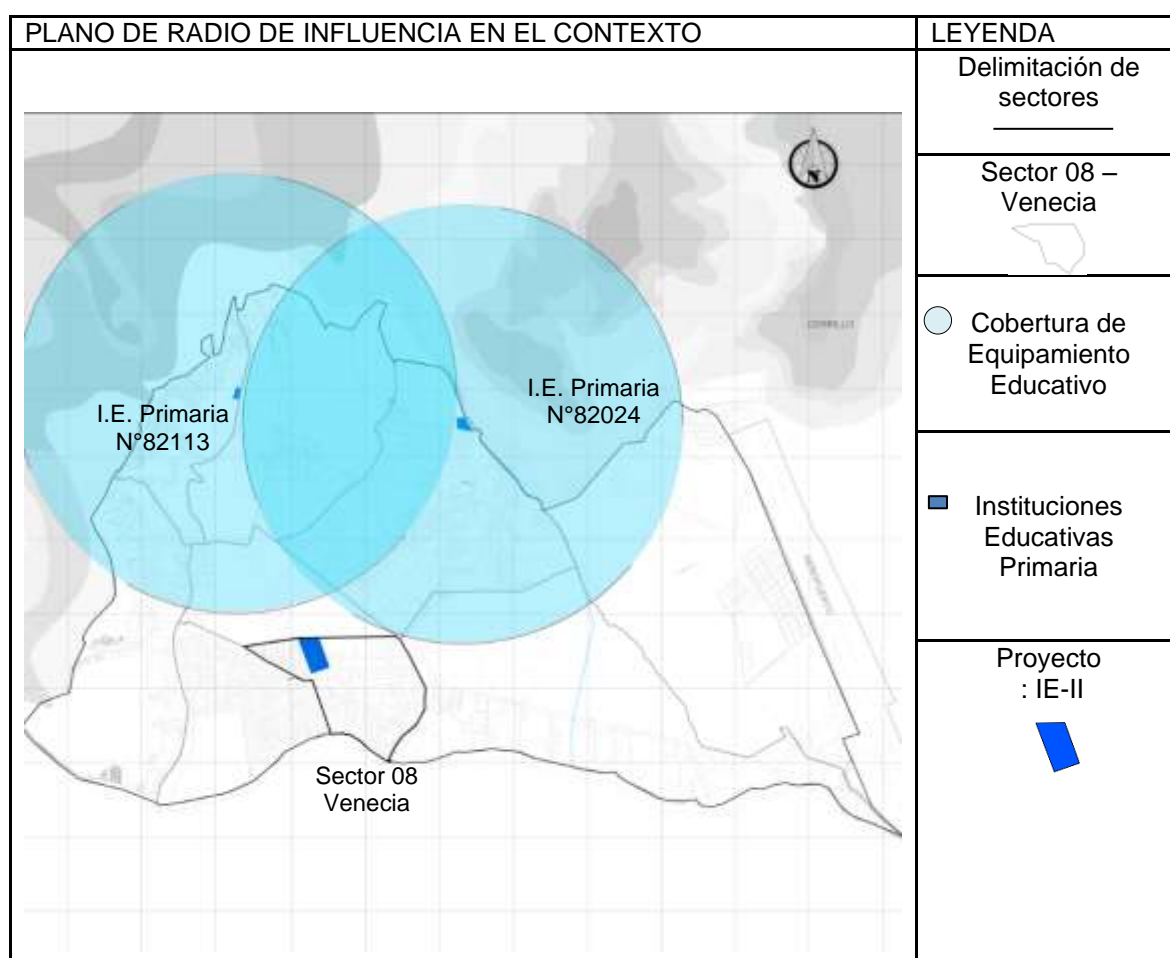 PLANO DE RADIO DE INFLUENCIA EN EL CONTEXTO
LEYENDA
Delimitación de
sectores
Sector 08 –
Venecia
Cobertura de
Equipamiento
Educativo
Instituciones
Educativas
Primaria
Proyecto
: IE-II
N
I.E. Primaria
N°82113
I.E. Primaria
N°82024
Sector 08
Venecia